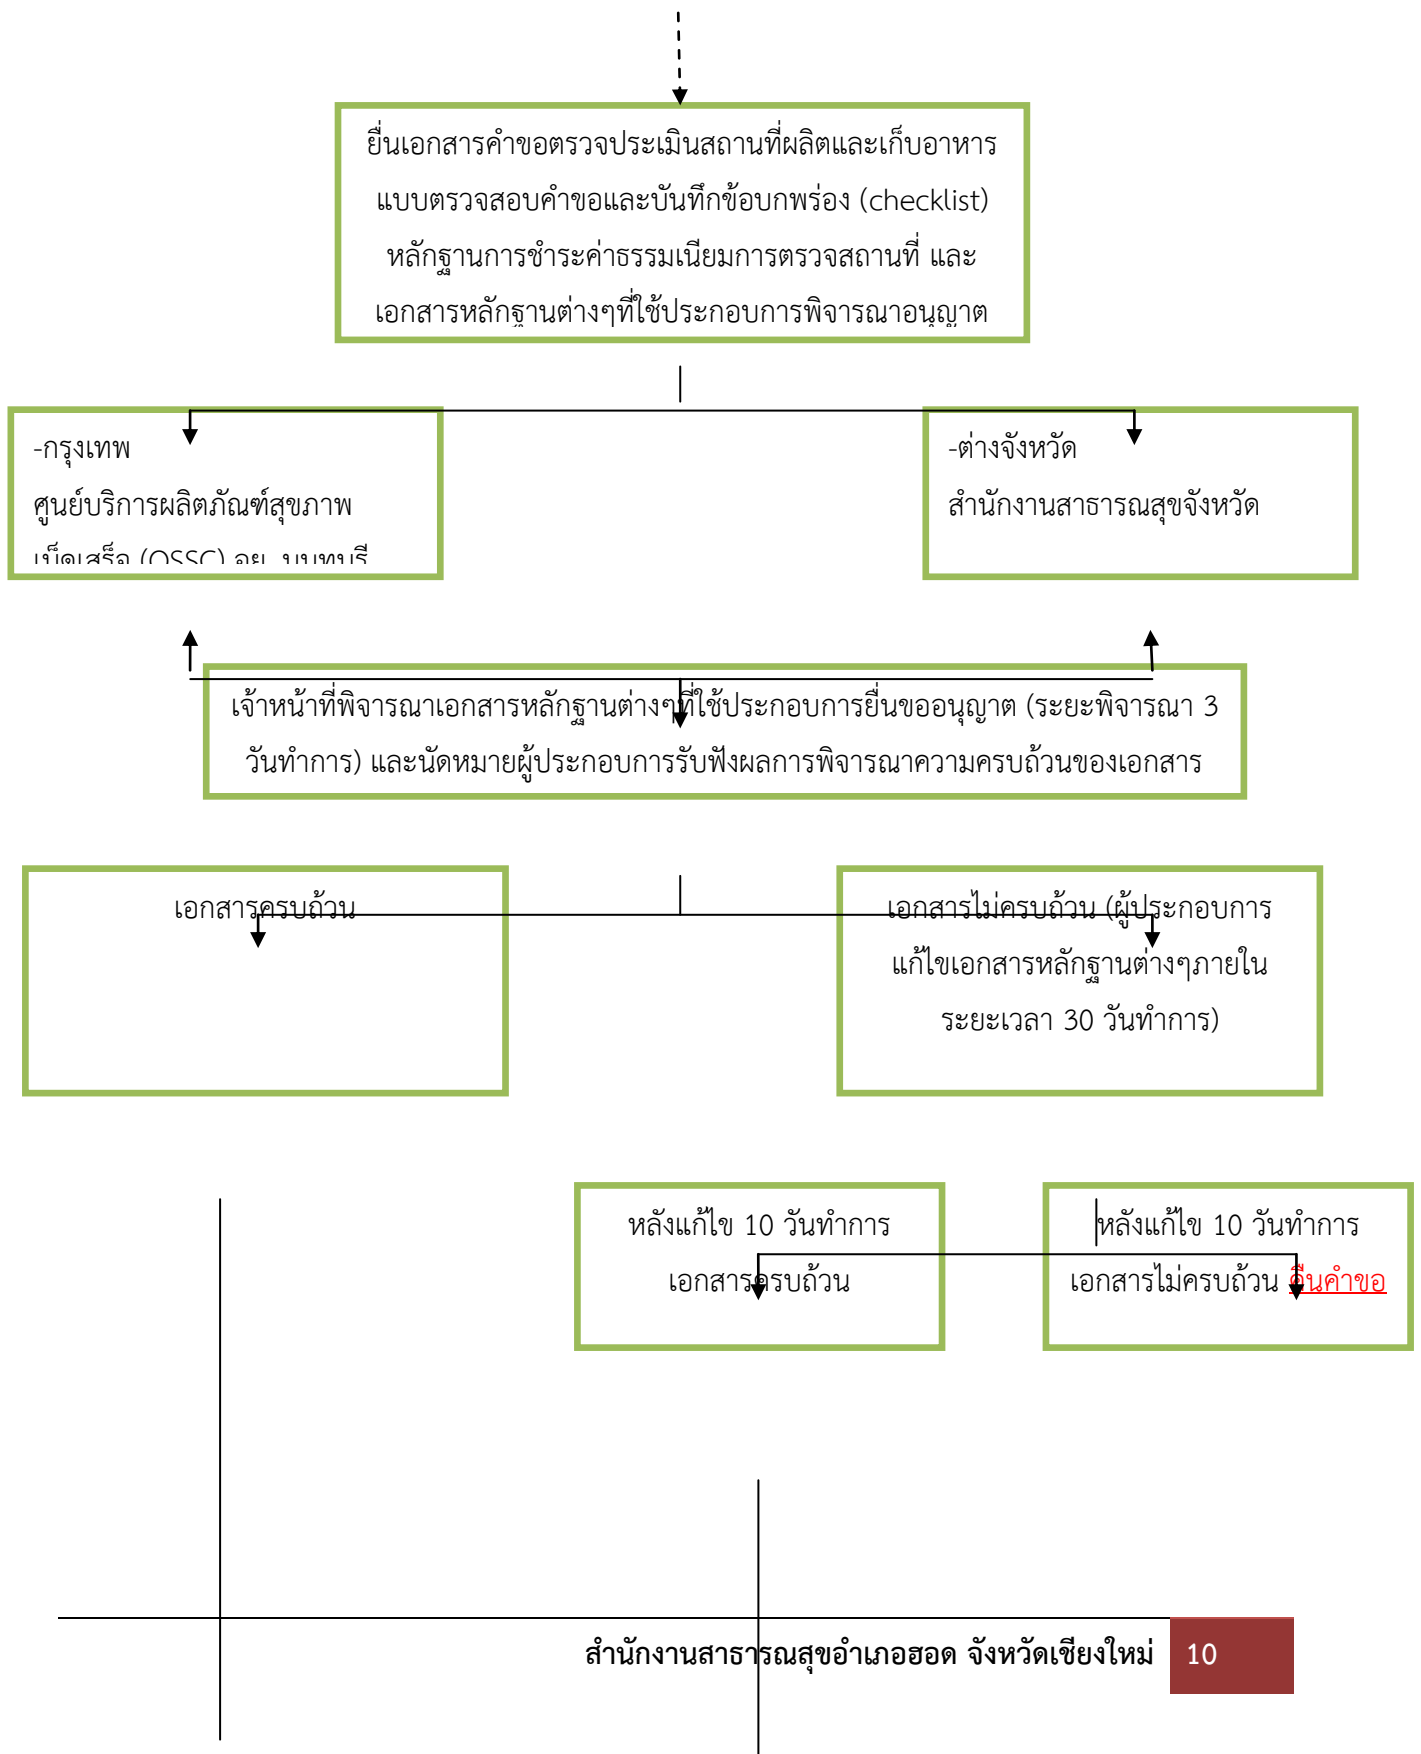 ยื่นเอกสารคำขอตรวจประเมินสถานที่ผลิตและเก็บอาหาร
แบบตรวจสอบคำขอและบันทึกข้อบกพร่อง (checklist)
หลักฐานการชำระค่าธรรมเนียมการตรวจสถานที่ และ
เอกสารหลักฐานต่างๆที่ใช้ประกอบการพิจารณาอนุญาต
-กรุงเทพ
ศูนย์บริการผลิตภัณฑ์สุขภาพ
เบ็ดเสร็จ (OSSC) อย. นนทบุรี
-ต่างจังหวัด
สำนักงานสาธารณสุขจังหวัด
เจ้าหน้าที่พิจารณาเอกสารหลักฐานต่างๆที่ใช้ประกอบการยื่นขออนุญาต (ระยะพิจารณา 3
วันทำการ) และนัดหมายผู้ประกอบการรับฟังผลการพิจารณาความครบถ้วนของเอกสาร
เอกสารครบถ้วน
เอกสารไม่ครบถ้วน (ผู้ประกอบการ
แก้ไขเอกสารหลักฐานต่างๆภายใน
ระยะเวลา 30 วันทำการ)
หลังแก้ไข 10 วันทำการ
เอกสารครบถ้วน
หลังแก้ไข 10 วันทำการ
เอกสารไม่ครบถ้วน คืนคำขอ
สำนักงานสาธารณสุขอำเภอฮอด จังหวัดเชียงใหม่ 10